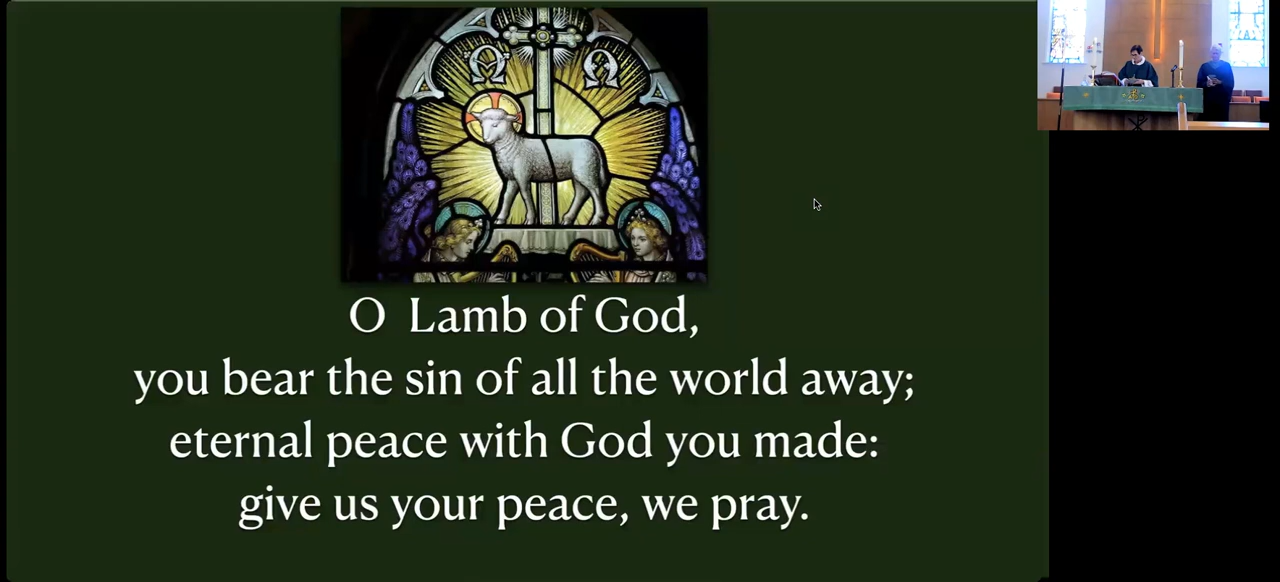 Α Ω
O Lamb of God,
you bear the sin of all the world away;
eternal peace with God you made:
give us your peace, we pray.